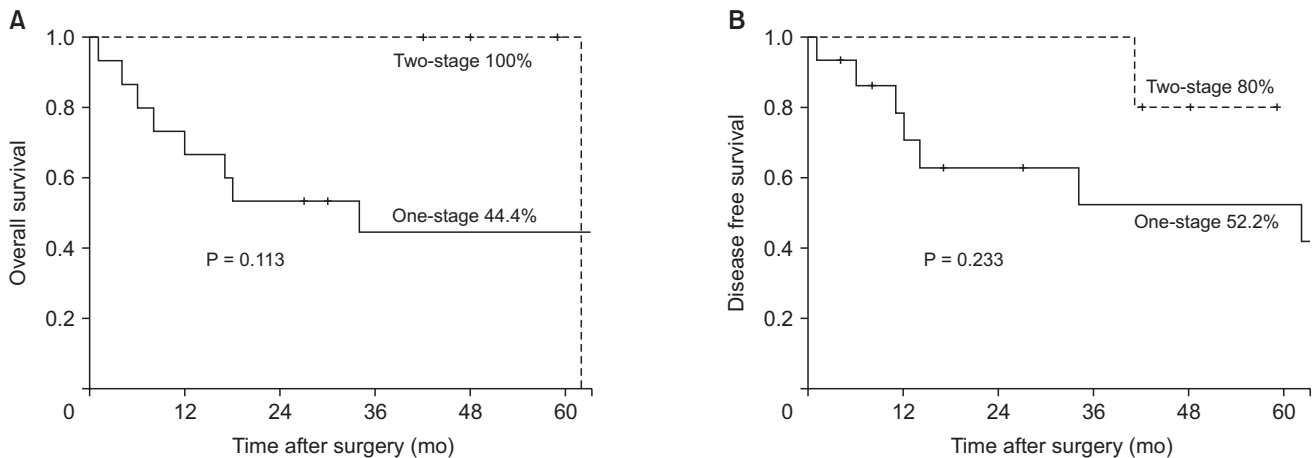 A
1.0
0.8
0.6
0.4
0.2
0
12
24
36
48
60
Overall survival
Time after surgery (mo)
Two-stage 100%
One-stage 44.4%
P = 0.113
B
1.0
0.8
0.6
0.4
0.2
0
12
24
36
48
60
Disease free survival
Time after surgery (mo)
Two-stage 80%
One-stage 52.2%
P = 0.233